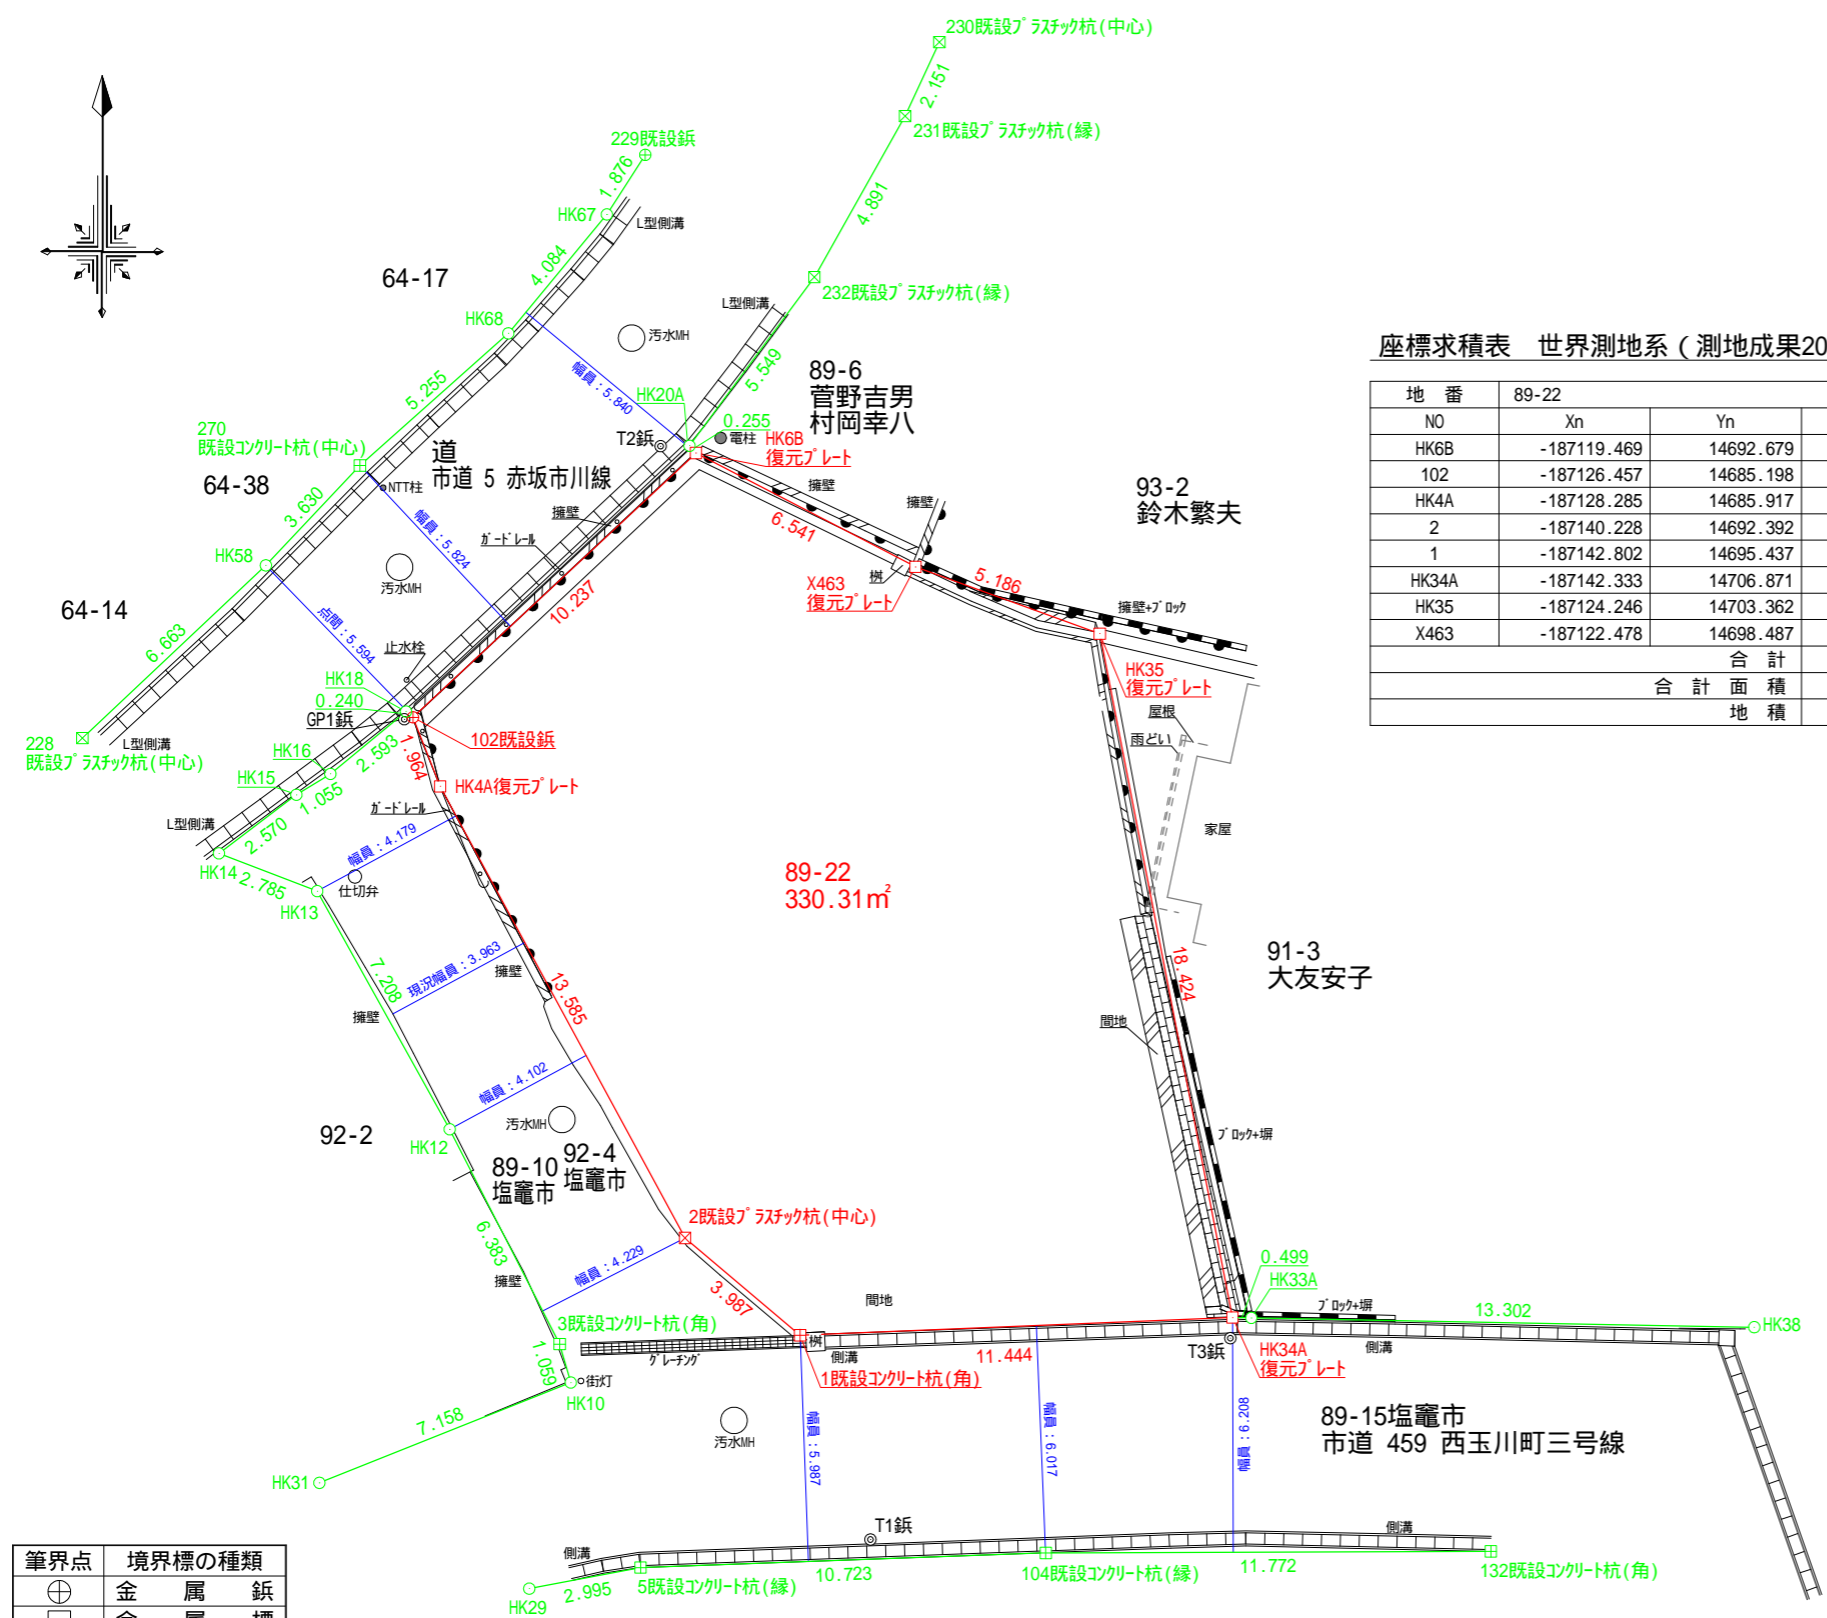 230既設プラスチック杭(中心)
2.151
231既設プラスチック杭(縁)
229既設鋲
1.876
4.891
HK67
L型側溝
4.084
64-17
232既設プラスチック杭(縁)
L型側溝
HK68
汚水MH
5.549
幅員:5.840
89-6
菅野吉男
村岡幸八
HK20A
0.255
5.255
270
既設コンクリート杭(中心)
T2鋲
電柱
HK6B
復元プレート
道
市道 5 赤坂市川線
64-38
NTT柱
擁壁
擁壁
擁壁
93-2
鈴木繁夫
3.630
幅員:5.824
ガードレール
6.541
HK58
汚水MH
桝
5.186
X463
復元プレート
10.237
擁壁+ブロック
64-14
点間:5.594
6.663
止水栓
HK35
復元プレート
HK18
0.240
GP1鋲
屋根
雨どい
228
既設プラスチック杭(中心)
L型側溝
HK16
2.593
102既設鋲
1.964
HK15
1.055
HK4A復元プレート
ガードレール
L型側溝
2.570
幅員:4.179
家屋
HK14
2.785
仕切弁
HK13
89-22
330.31㎡
7.208
現況幅員:3.963
擁壁
13.585
18.424
91-3
大友安子
擁壁
間地
幅員:4.102
汚水MH
92-2
HK12
ブロック+塀
89-10
塩竈市
92-4
塩竈市
2既設プラスチック杭(中心)
6.383
幅員:4.229
擁壁
3.987
0.499
HK33A
間地
ブロック+塀
13.302
HK38
3既設コンクリート杭(角)
グレーチング
桝
側溝
11.444
T3鋲
HK34A
復元プレート
側溝
1.059
街灯
HK10
1既設コンクリート杭(角)
7.158
汚水MH
幅員:5.987
幅員:6.017
幅員:6.208
89-15塩竈市
市道 459 西玉川町三号線
HK31
T1鋲
側溝
側溝
2.995
HK29
5既設コンクリート杭(縁)
10.723
104既設コンクリート杭(縁)
11.772
132既設コンクリート杭(角)
座標求積表 世界測地系(測地成果20
地 番 89-22
NO Xn Yn
HK6B -187119.469 14692.679
102 -187126.457 14685.198
HK4A -187128.285 14685.917
2 -187140.228 14692.392
1 -187142.802 14695.437
HK34A -187142.333 14706.871
HK35 -187124.246 14703.362
X463 -187122.478 14698.487
合 計
合 計 面 積
地 積
筆界点 境界標の種類
金 属 鋲
金 属 標